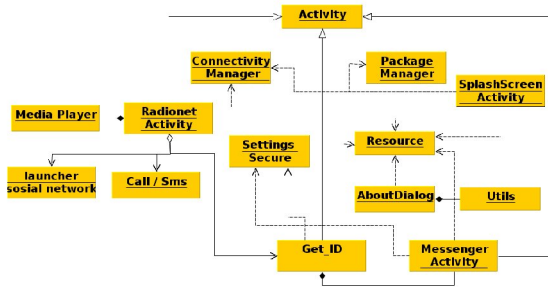 Activity
Connectivity
Manager
Package
Manager
SplashScreen
Activity
Media Player
Radionet
Activity
Settings
Secure
Resource
launcher
sosial network
Call / Sms
AboutDialog
Utils
Get_ID
Messenger
Activity